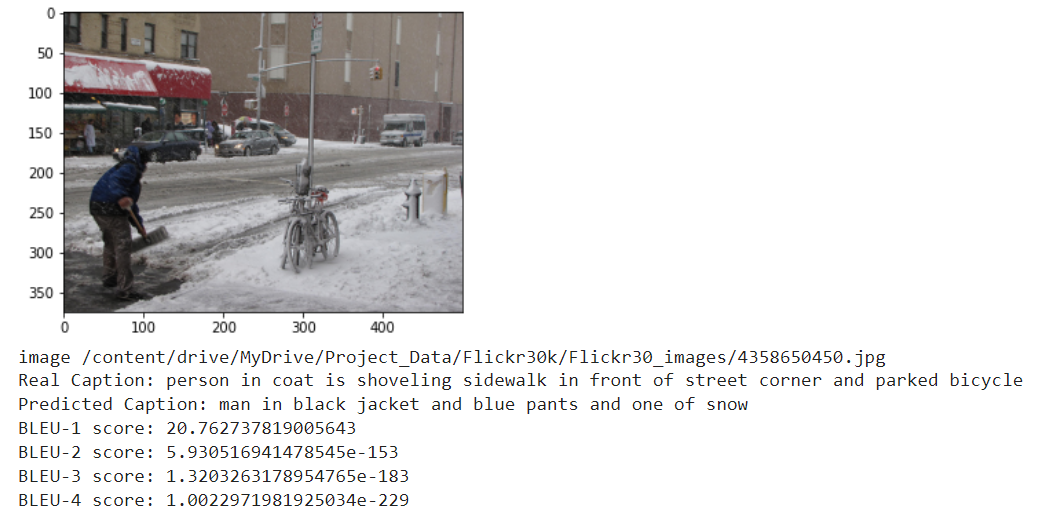 0
50
100
150
200
250
300
350
0 100 200 300 400
image /content/drive/MyDrive/Project_Data/Flickr30k/Flickr30_images/4358650450.jpg
Real Caption: person in coat is shoveling sidewalk in front of street corner and parked bicycle
Predicted Caption: man in black jacket and blue pants and one of snow
BLEU-1 score: 20.762737819005643
BLEU-2 score: 5.930516941478545e-153
BLEU-3 score: 1.3203263178954765e-183
BLEU-4 score: 1.0022971981925034e-229